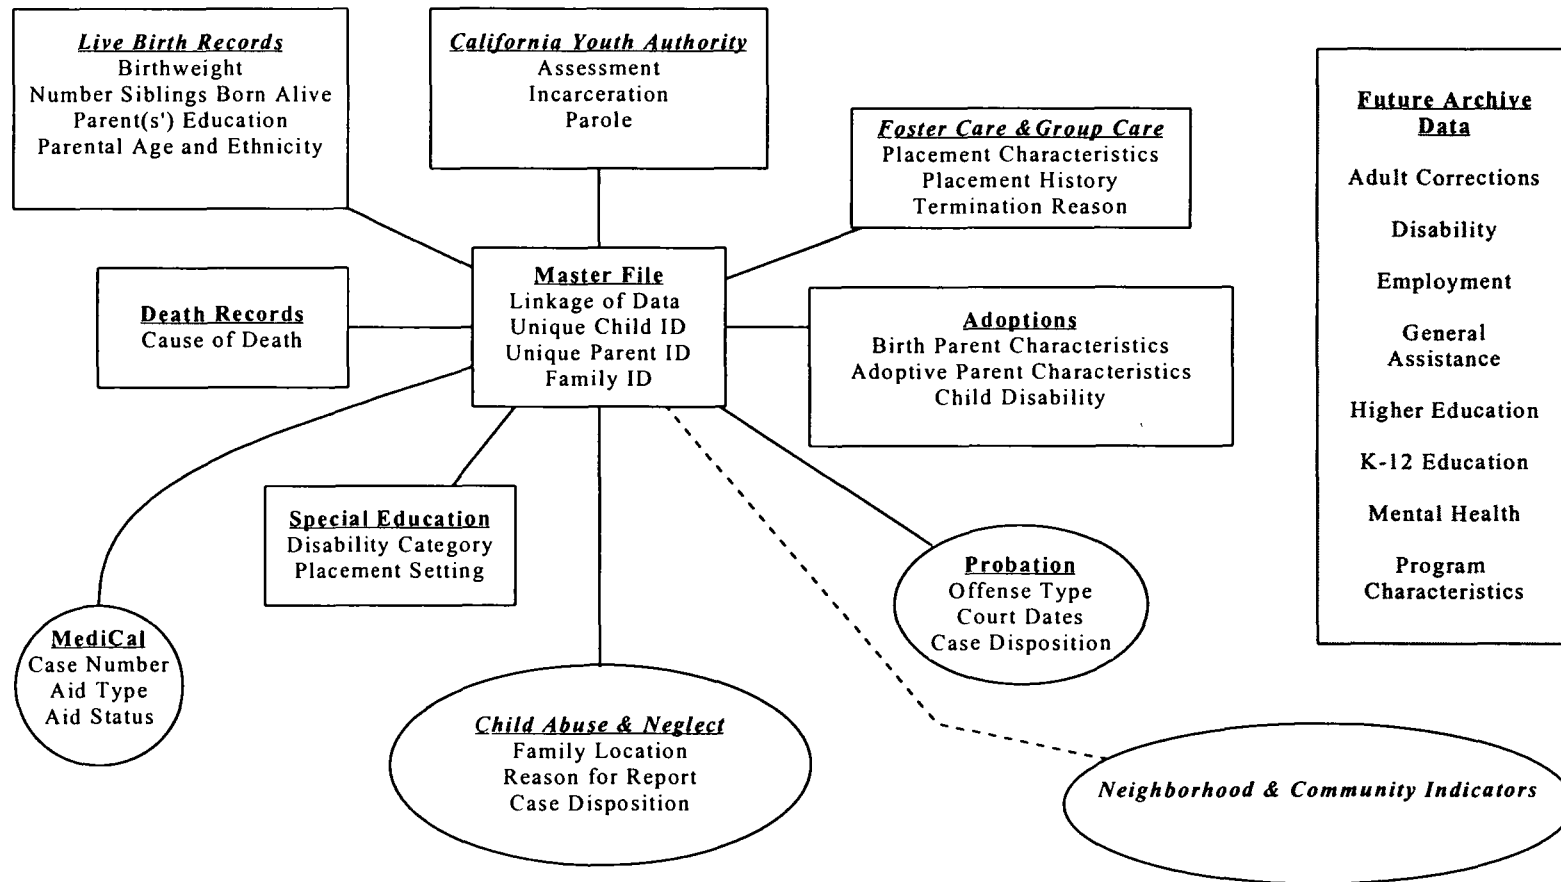 Live Birth Records
Birthweight
Number Siblings Born Alive
Parent(s') Education
Parental Age and Ethnicity
California Youth Authority
Assessment
Incarceration
Parole
Foster Care & Group Care
Placement Characteristics
Placement History
Termination Reason
Future Archive
Data
Adult Corrections
Disability
Employment
General
Assistance
Higher Education
K-12 Education
Mental Health
Program
Characteristics
Death Records
Cause of Death
Master File
Linkage of Data
Unique Child ID
Unique Parent ID
Family ID
Adoptions
Birth Parent Characteristics
Adoptive Parent Characteristics
Child Disability
Special Education
Disability Category
Placement Setting
Probation
Offense Type
Court Dates
Case Disposition
MediCal
Case Number
Aid Type
Aid Status
Child Abuse & Neglect
Family Location
Reason for Report
Case Disposition
Neighborhood & Community Indicators